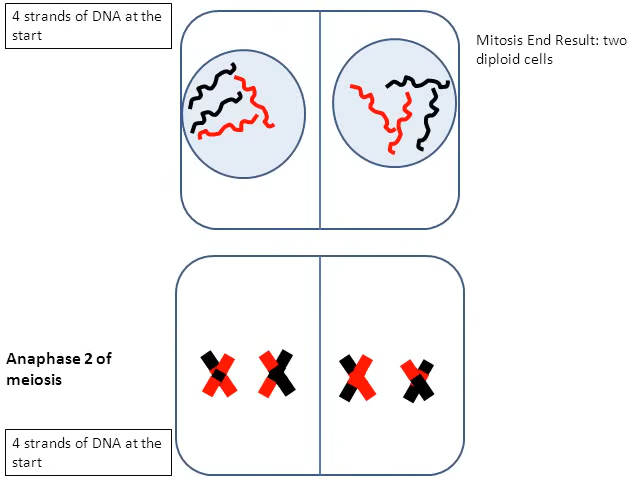 4 strands of DNA at the
start
Mitosis End Result: two
diploid cells
Anaphase 2 of
meiosis
4 strands of DNA at the
start